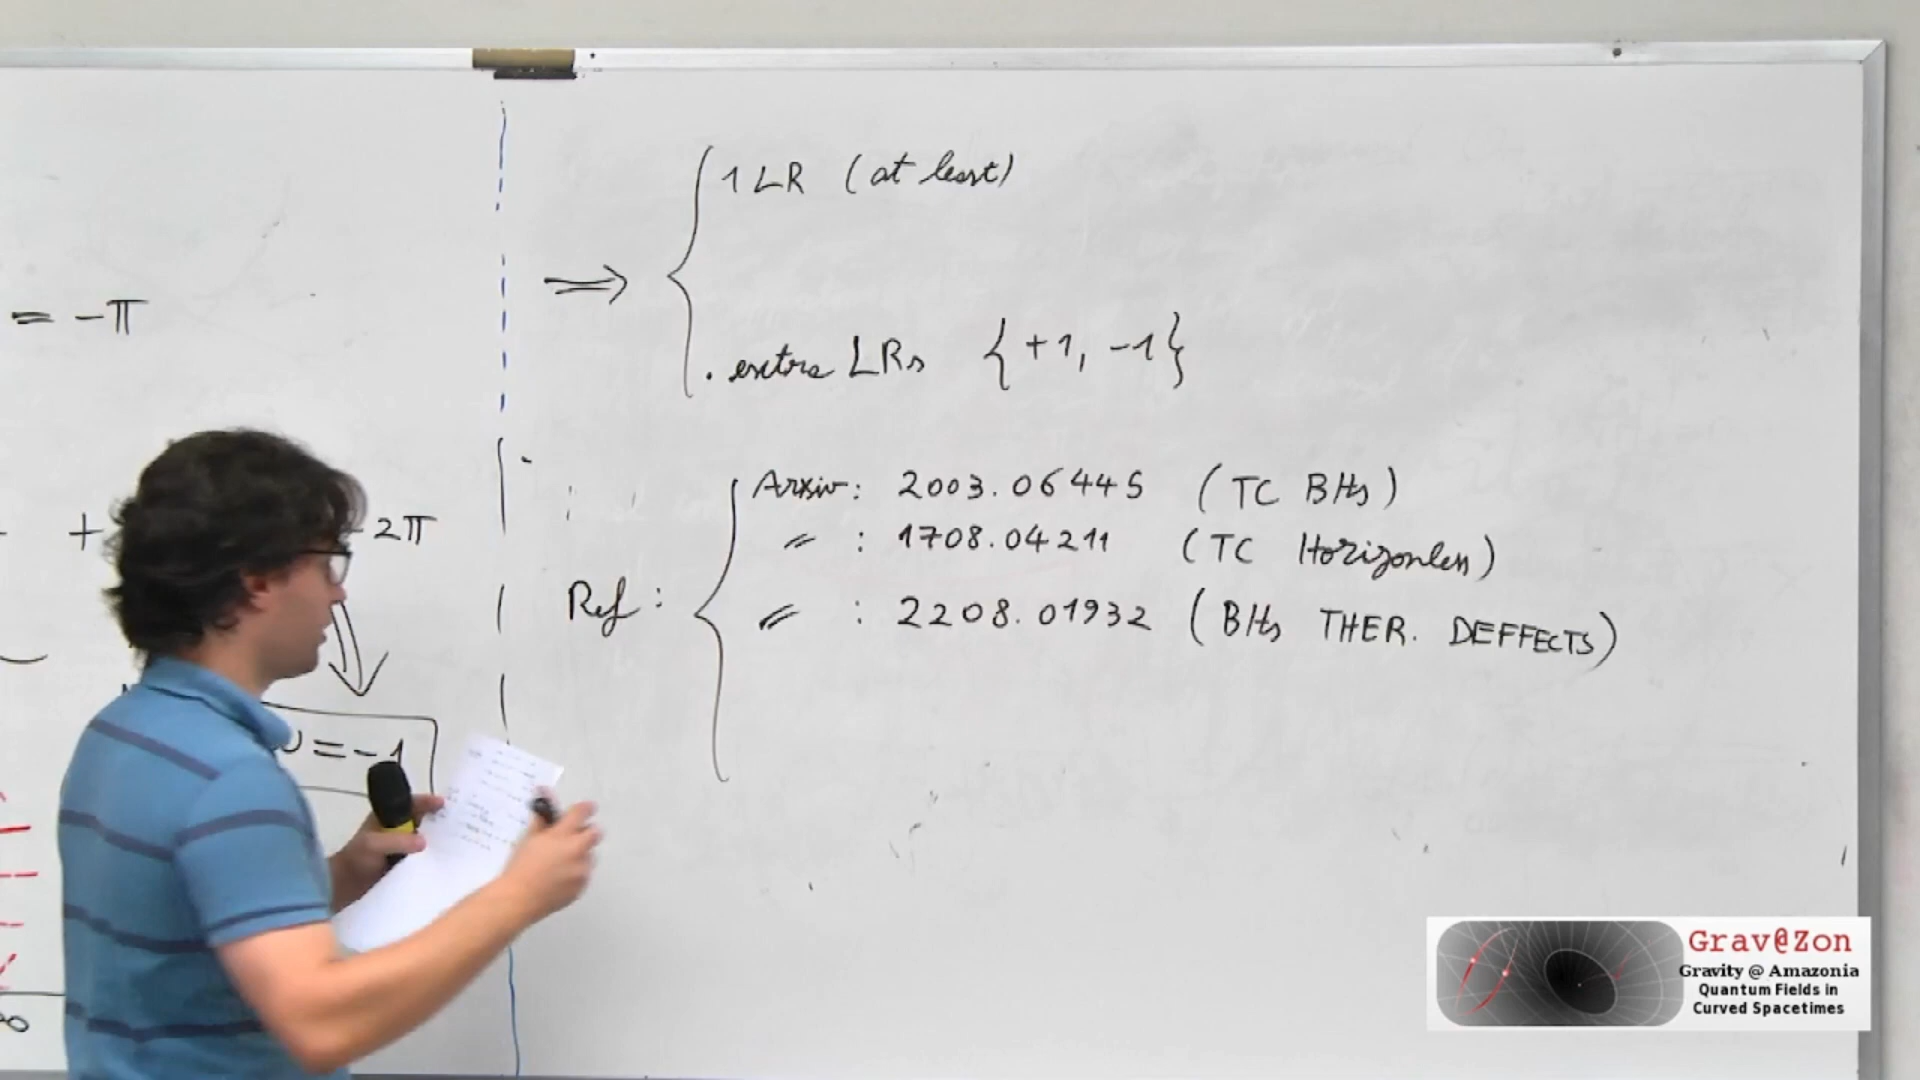 = -π
+ - 2π
= -1
⇒ { 1 LR (at least)
. extra LRs {+1, -1}
Ref : { Arxiv : 2003.06445 (TC BHs)
〃 : 1708.04211 (TC Horizonless)
〃 : 2208.01932 (BHs THER. DEFFECTS)
Grav@Zon
Gravity @ Amazonia
Quantum Fields in
Curved Spacetimes